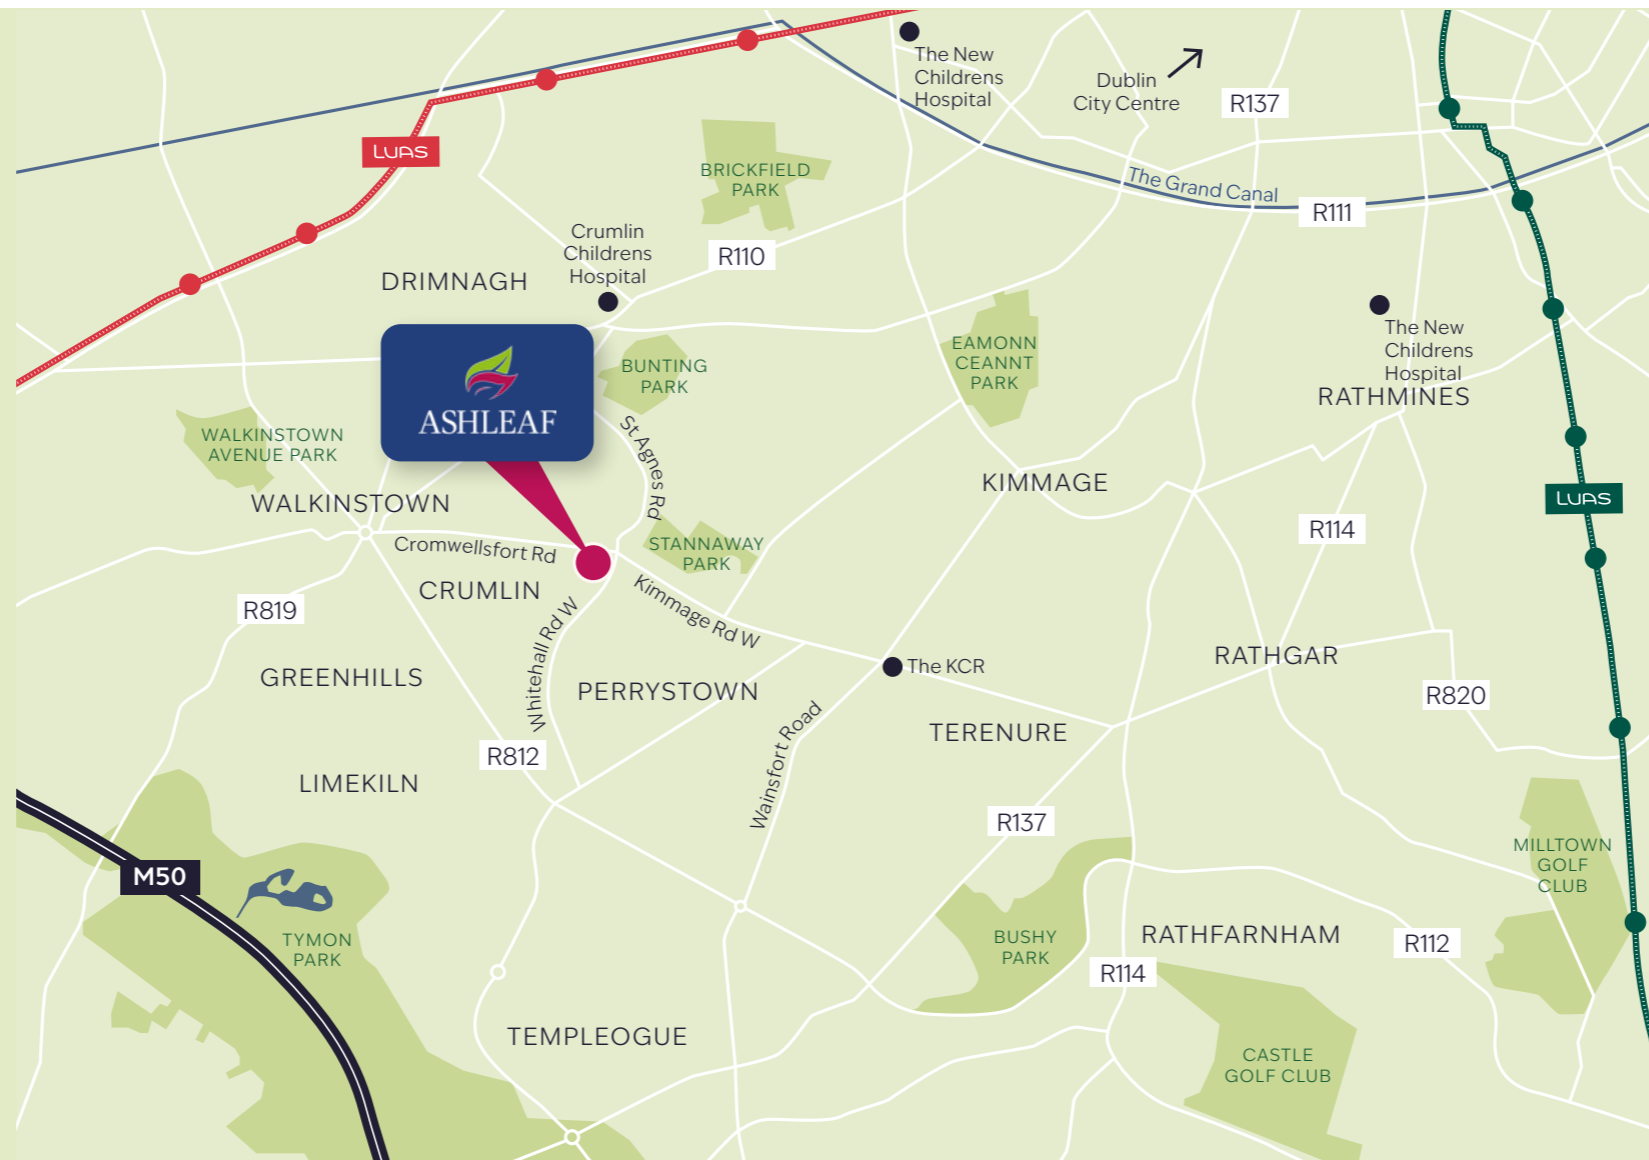 The New
Childrens
Hospital
Dublin
City Centre
R137
LUAS
BRICKFIELD
PARK
The Grand Canal
R111
Crumlin
Childrens
Hospital
R110
DRIMNAGH
The New
Childrens
Hospital
RATHMINES
EAMONN
CEANNT
PARK
BUNTING
PARK
ASHLEAF
WALKINSTOWN
AVENUE PARK
St Agnes Rd
WALKINSTOWN
KIMMAGE
LUAS
R114
Cromwellsfort Rd
STANNAWAY
PARK
CRUMLIN
R819
Kimmage Rd W
Whitehall Rd W
GREENHILLS
PERRYSTOWN
The KCR
RATHGAR
R820
TERENURE
R812
Wainsfort Road
LIMEKILN
R137
MILLTOWN
GOLF
CLUB
M50
TYMON
PARK
BUSHY
PARK
RATHFARNHAM
R112
R114
TEMPLEOGUE
CASTLE
GOLF CLUB